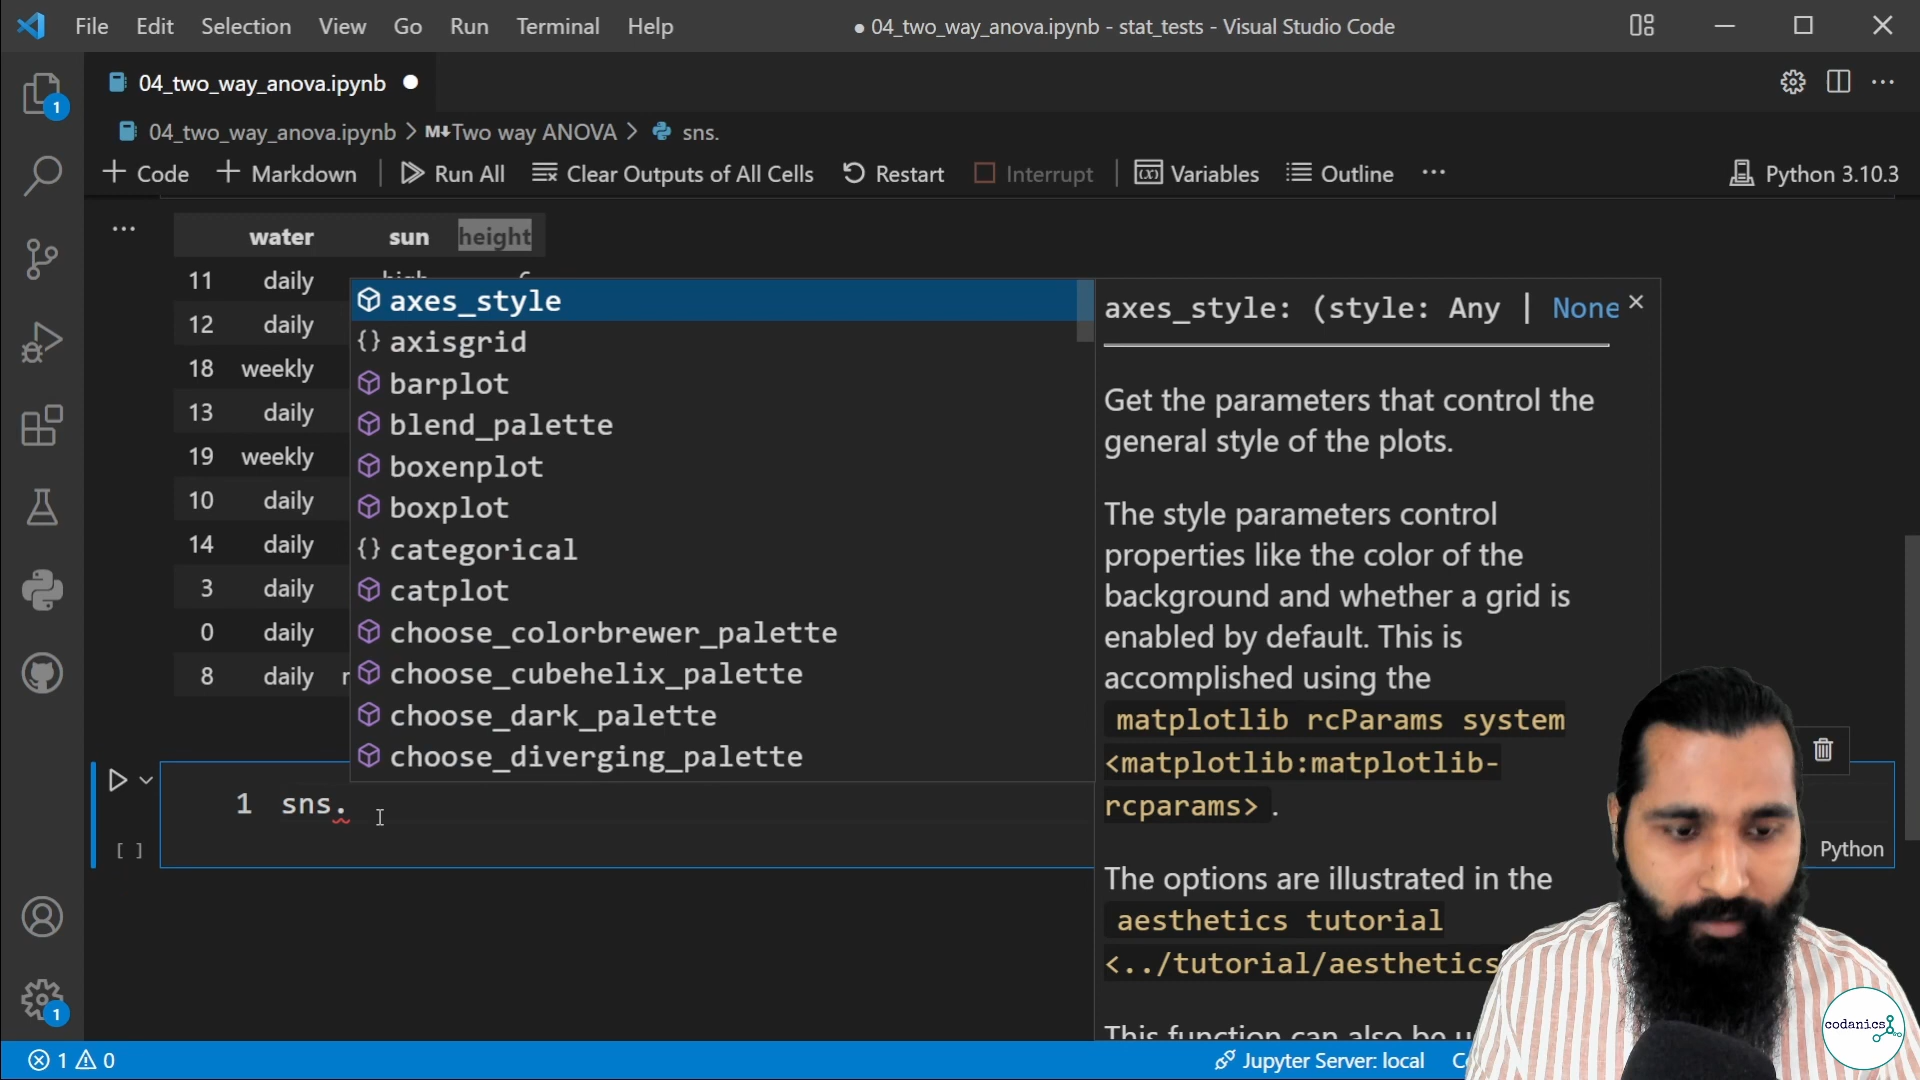 File Edit Selection View Go Run Terminal Help
● 04_two_way_anova.ipynb - stat_tests - Visual Studio Code
1
04_two_way_anova.ipynb
04_two_way_anova.ipynb > M↓Two way ANOVA > sns.
Code Markdown Run All Clear Outputs of All Cells Restart Interrupt Variables Outline ... Python 3.10.3
water sun height
11 daily high 6
12 daily
18 weekly
13 daily
19 weekly
10 daily
14 daily
3 daily
0 daily
8 daily
axes_style
axisgrid
barplot
blend_palette
boxenplot
boxplot
categorical
catplot
choose_colorbrewer_palette
choose_cubehelix_palette
choose_dark_palette
choose_diverging_palette
axes_style: (style: Any | None
Get the parameters that control the
general style of the plots.
The style parameters control
properties like the color of the
background and whether a grid is
enabled by default. This is
accomplished using the
matplotlib rcParams system
<matplotlib:matplotlib-
rcparams> .
The options are illustrated in the
aesthetics tutorial
<../tutorial/aesthetics
This function can also be
1 sns.
[ ]
Python
1
1 0
Jupyter Server: local
codanics